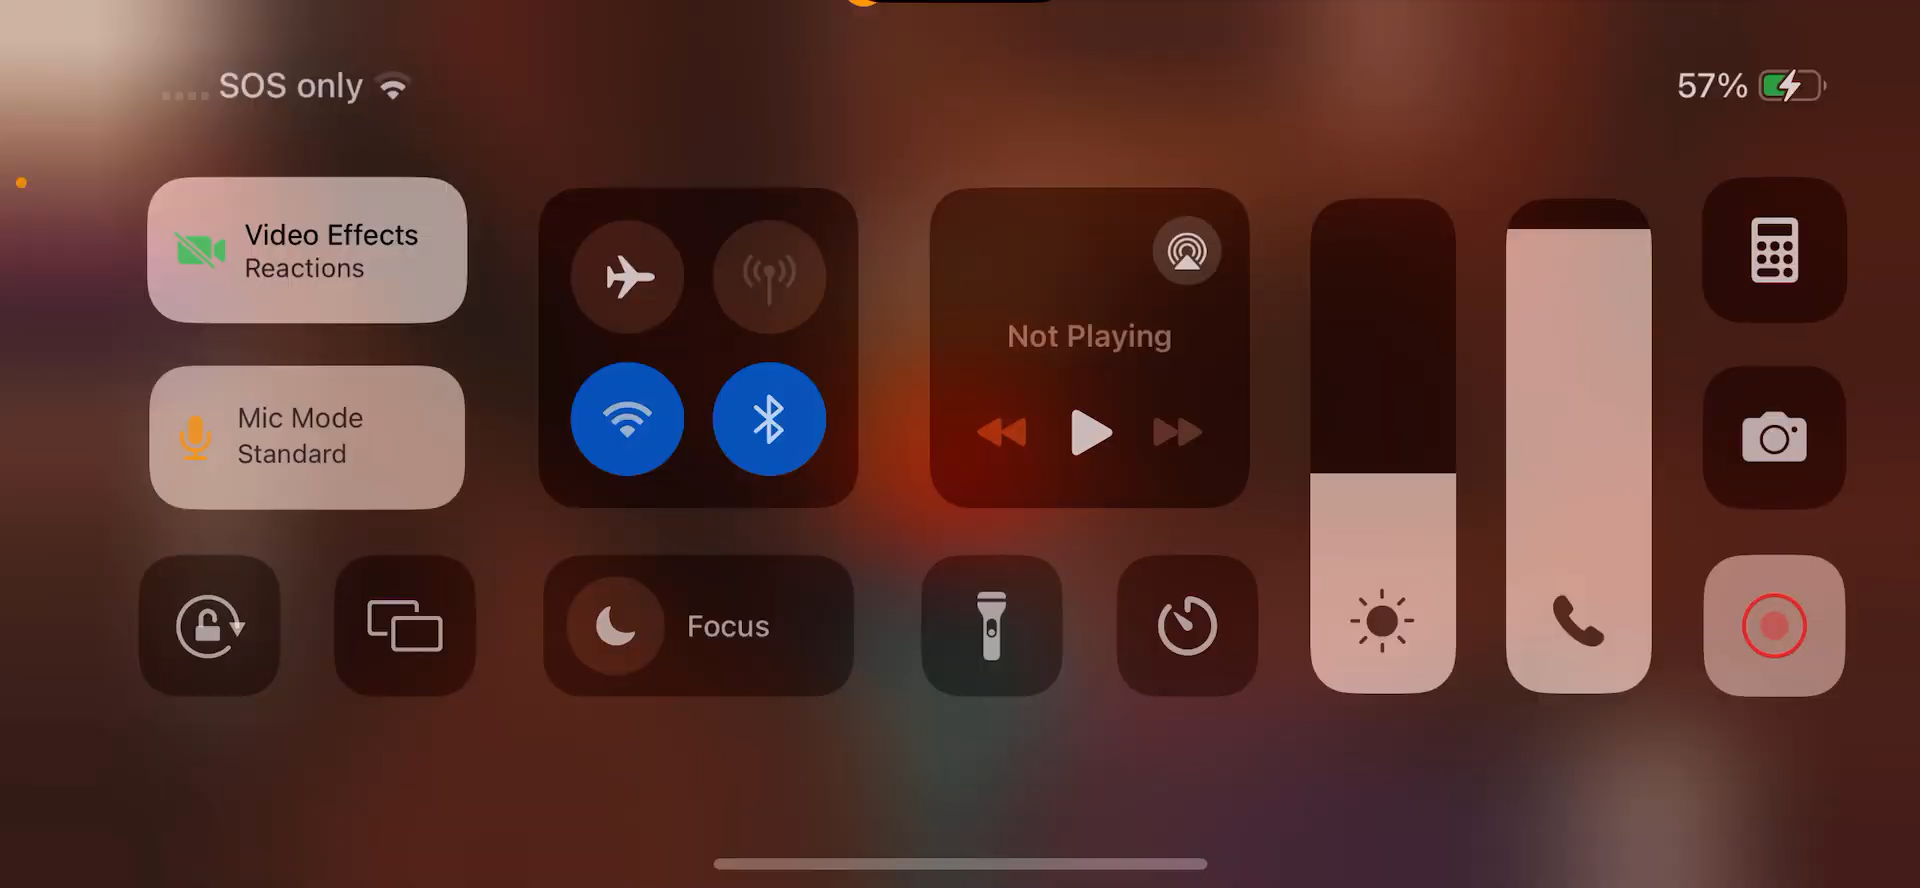 SOS only
57%
Video Effects
Reactions
Mic Mode
Standard
Not Playing
Focus